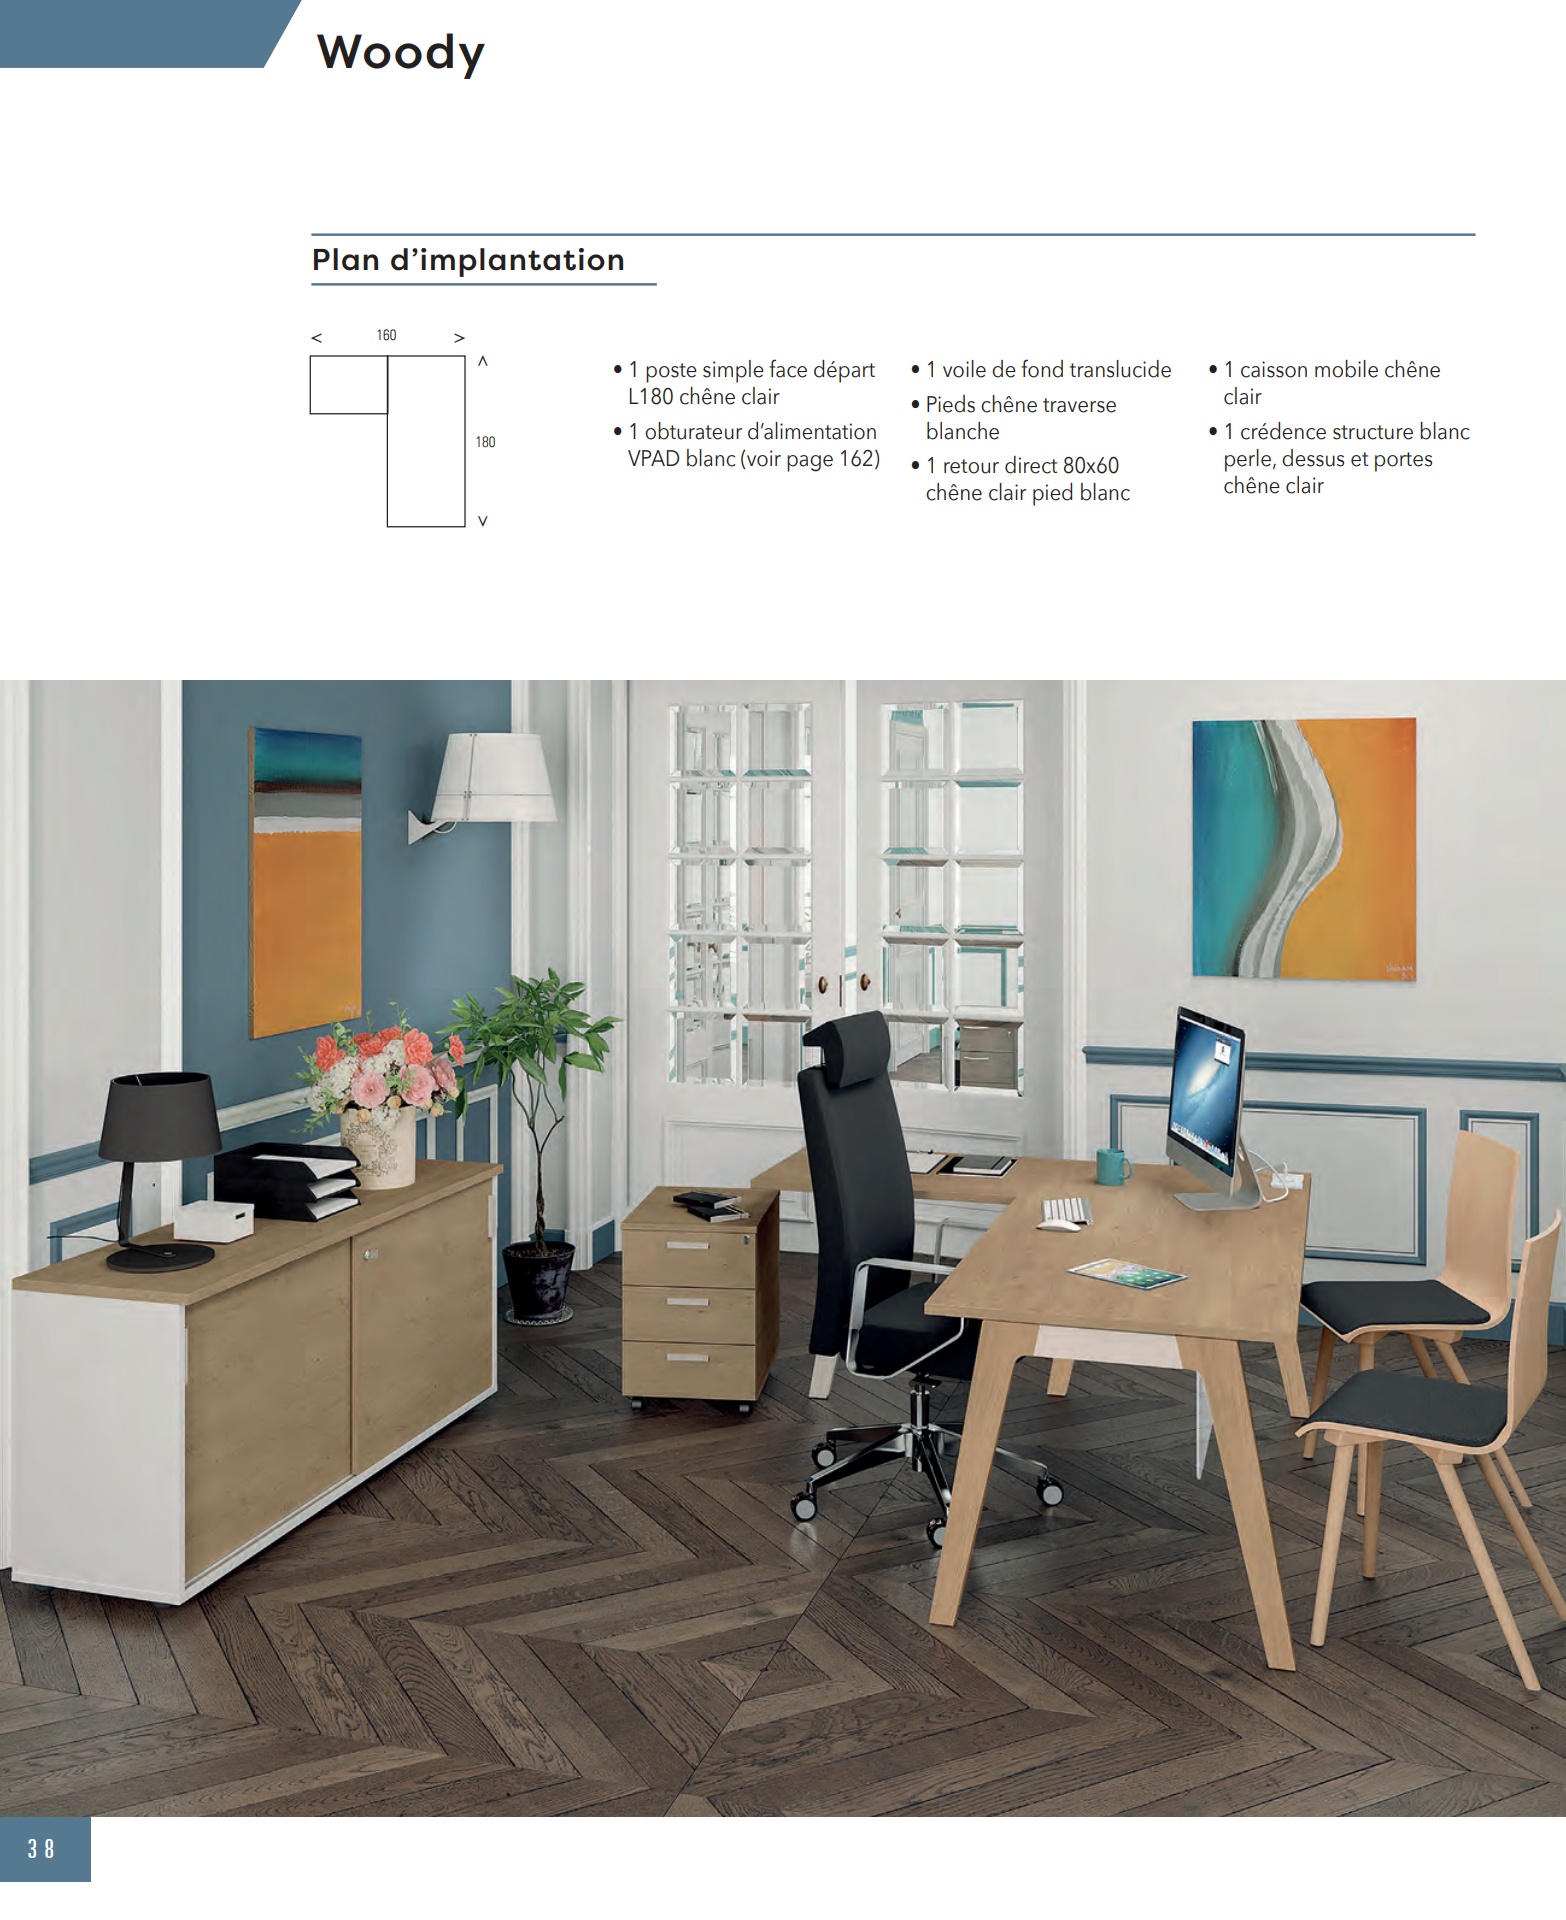 Woody
Plan d’implantation
< 160 >
180
• 1 poste simple face départ
L180 chêne clair
• 1 obturateur d’alimentation
VPAD blanc (voir page 162)
• 1 voile de fond translucide
• Pieds chêne traverse
blanche
• 1 retour direct 80x60
chêne clair pied blanc
• 1 caisson mobile chêne
clair
• 1 crédence structure blanc
perle, dessus et portes
chêne clair
38